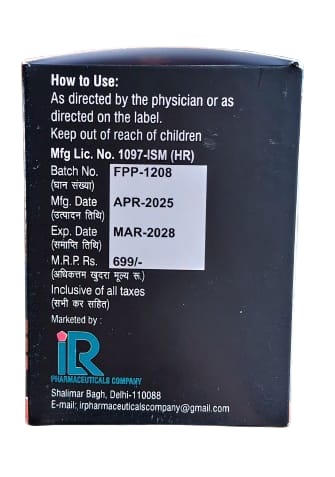 How to Use:
As directed by the physician or as
directed on the label.
Keep out of reach of children
Mfg Lic. No. 1097-ISM (HR)
Batch No. FPP-1208
(घान संख्या)
Mfg. Date APR-2025
(उत्पादन तिथि)
Exp. Date MAR-2028
(समाप्ति तिथि)
M.R.P. Rs. 699/-
(अधिकतम खुदरा मूल्य रू.)
Inclusive of all taxes
(सभी कर सहित)
Marketed by :
iR
PHARMACEUTICALS COMPANY
Shalimar Bagh, Delhi-110088
E-mail: irpharmaceuticalscompany@gmail.com